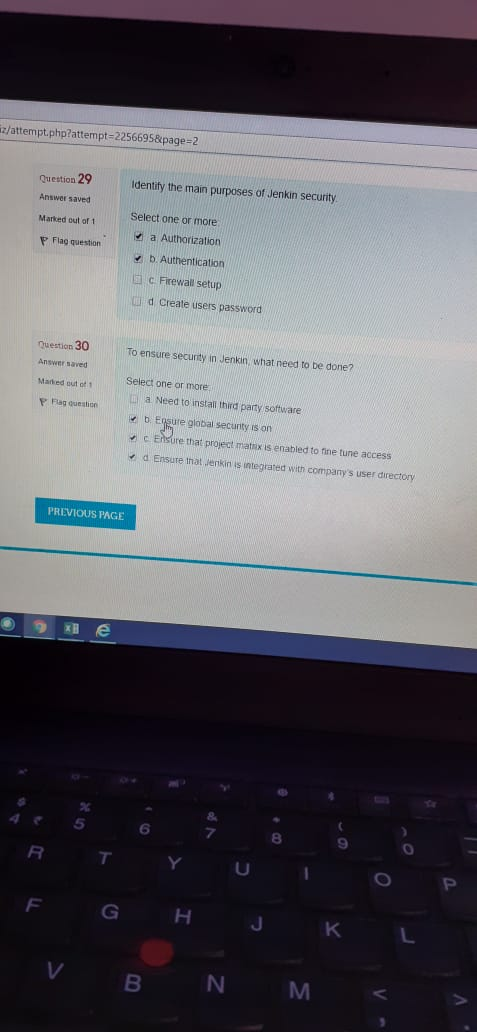 iz/attempt.php?attempt=2256695&page=2
Question 29
Answer saved
Marked out of 1
Flag question
Identify the main purposes of Jenkin security.
Select one or more:
a. Authorization
b. Authentication
c. Firewall setup
d. Create users password
Question 30
Answer saved
Marked out of 1
Flag question
To ensure security in Jenkin, what need to be done?
Select one or more:
a. Need to install third party software
b. Ensure global security is on
c. Ensure that project matrix is enabled to fine tune access
d. Ensure that Jenkin is integrated with company's user directory
PREVIOUS PAGE
$ % ^ & * ( )
4 ₹ 5 6 7 8 9 0
R T Y U I O P
F G H J K L
V B N M < >
,